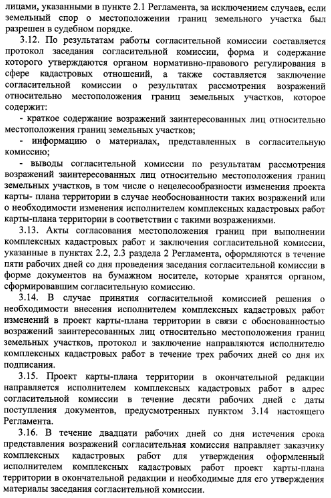 лицами, указанными в пункте 2.1 Регламента, за исключением случаев, если
земельный спор о местоположении границ земельного участка был
разрешен в судебном порядке.
3.12. По результатам работы согласительной комиссии составляется
протокол заседания согласительной комиссии, форма и содержание
которого утверждаются органом нормативно-правового регулирования в
сфере кадастровых отношений, а также составляется заключение
согласительной комиссии о результатах рассмотрения возражений
относительно местоположения границ земельных участков, которое
содержит:
- краткое содержание возражений заинтересованных лиц относительно
местоположения границ земельных участков;
- информацию о материалах, представленных в согласительную
комиссию;
- выводы согласительной комиссии по результатам рассмотрения
возражений заинтересованных лиц относительно местоположения границ
земельных участков, в том числе о нецелесообразности изменения проекта
карты-плана территории в случае необоснованности таких возражений или
о необходимости изменения исполнителем комплексных кадастровых работ
карты-плана территории в соответствии с такими возражениями.
3.13. Акты согласования местоположения границ при выполнении
комплексных кадастровых работ и заключения согласительной комиссии,
указанные в пунктах 2.2, 2.3 раздела 2 Регламента, оформляются в течение
пяти рабочих дней со дня проведения заседания согласительной комиссии в
форме документов на бумажном носителе, которые хранятся органом,
сформировавшим согласительную комиссию.
3.14. В случае принятия согласительной комиссией решения о
необходимости внесения исполнителем комплексных кадастровых работ
изменений в проект карты-плана территории в связи с обоснованностью
возражений заинтересованных лиц относительно местоположения границ
земельных участков, протокол и заключение направляются исполнителю
комплексных кадастровых работ в течение трех рабочих дней со дня их
подписания.
3.15. Проект карты-плана территории в окончательной редакции
направляется исполнителем комплексных кадастровых работ в адрес
согласительной комиссии в течение десяти рабочих дней с даты
поступления документов, предусмотренных пунктом 3.14 настоящего
Регламента.
3.16. В течение двадцати рабочих дней со дня истечения срока
представления возражений согласительная комиссия направляет заказчику
комплексных кадастровых работ для утверждения оформленный
исполнителем комплексных кадастровых работ проект карты-плана
территории в окончательной редакции и необходимые для его утверждения
материалы заседания согласительной комиссии.